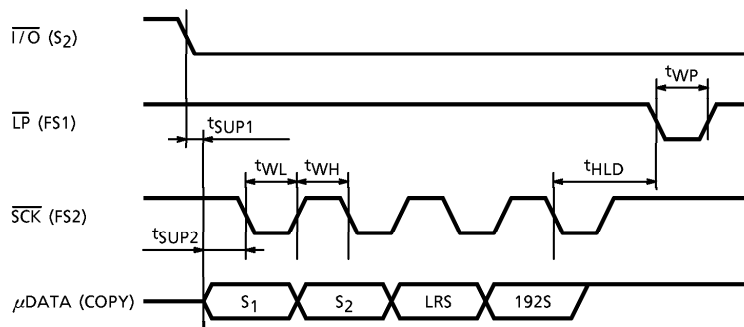 I/O (S2)
tWP
LP (FS1)
tSUP1
tWL
tWH
tHLD
SCK (FS2)
tSUP2
μDATA (COPY)
S1
S2
LRS
192S